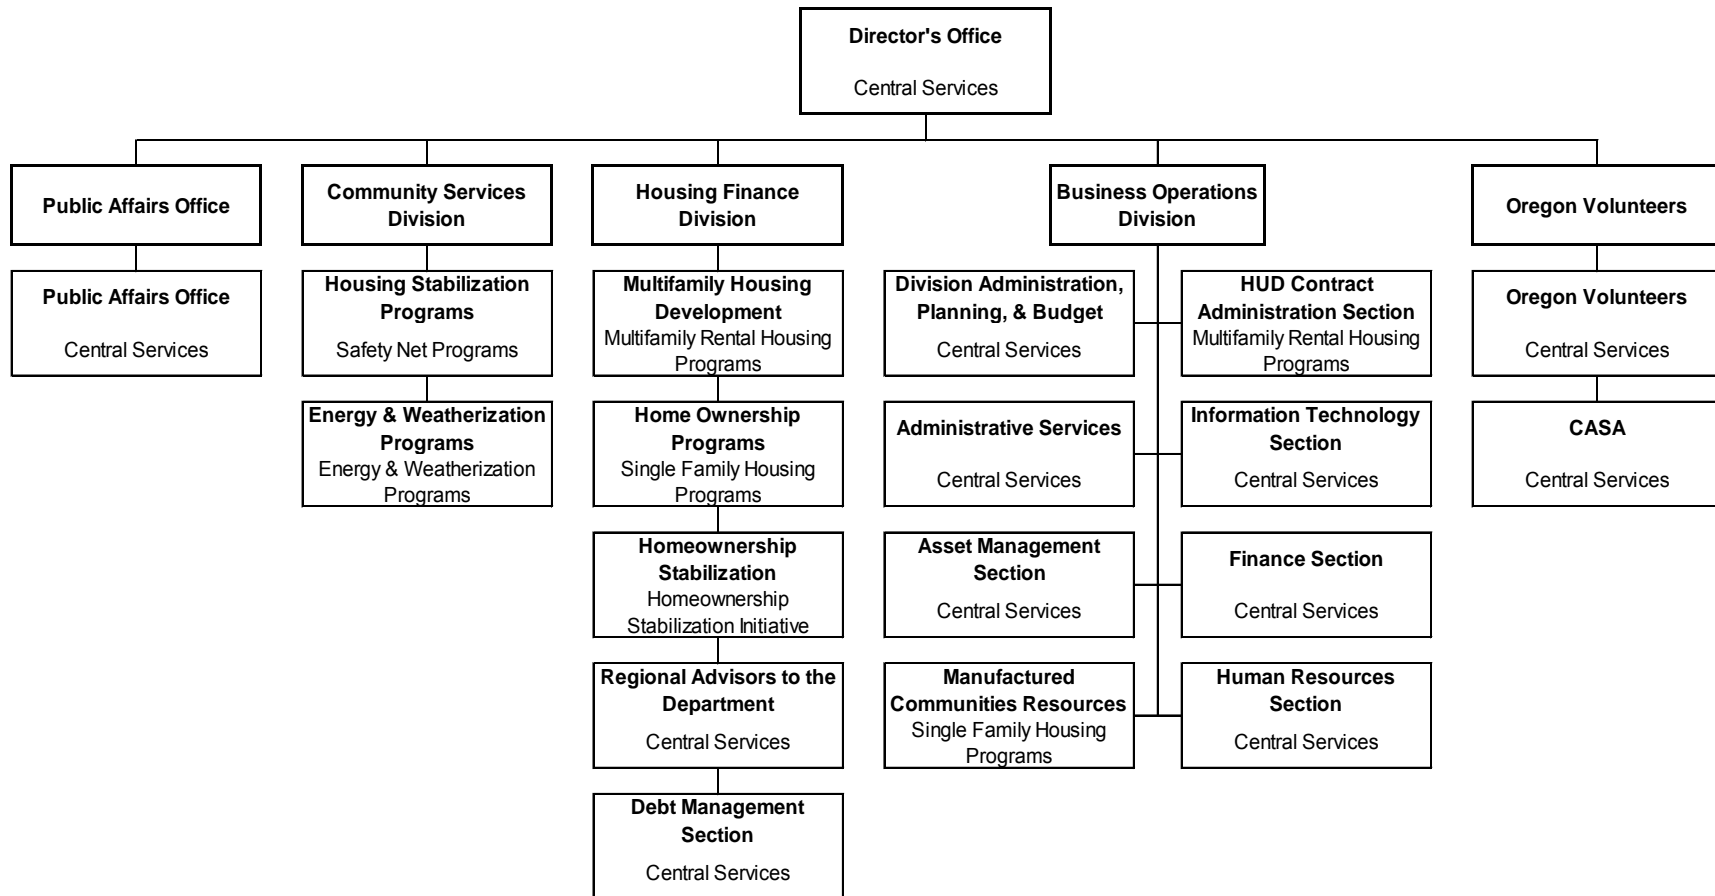 Director's Office
Central Services
Public Affairs Office
Community Services
Division
Housing Finance
Division
Business Operations
Division
Oregon Volunteers
Public Affairs Office
Central Services
Housing Stabilization
Programs
Safety Net Programs
Energy & Weatherization
Programs
Energy & Weatherization
Programs
Multifamily Housing
Development
Multifamily Rental Housing
Programs
Home Ownership
Programs
Single Family Housing
Programs
Homeownership
Stabilization
Homeownership
Stabilization Initiative
Regional Advisors to the
Department
Central Services
Debt Management
Section
Central Services
Division Administration,
Planning, & Budget
Central Services
HUD Contract
Administration Section
Multifamily Rental Housing
Programs
Administrative Services
Central Services
Information Technology
Section
Central Services
Asset Management
Section
Central Services
Finance Section
Central Services
Manufactured
Communities Resources
Single Family Housing
Programs
Human Resources
Section
Central Services
Oregon Volunteers
Central Services
CASA
Central Services